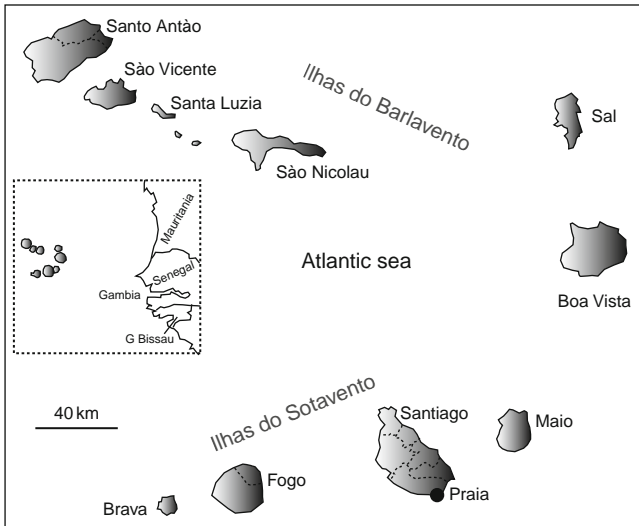 Santo Antào
Sào Vicente
Santa Luzia
Ilhas do Barlavento
Sal
Sào Nicolau
Mauritania
Senegal
Gambia
G Bissau
Atlantic sea
Boa Vista
40 km
Ilhas do Sotavento
Santiago
Maio
Fogo
Brava
Praia